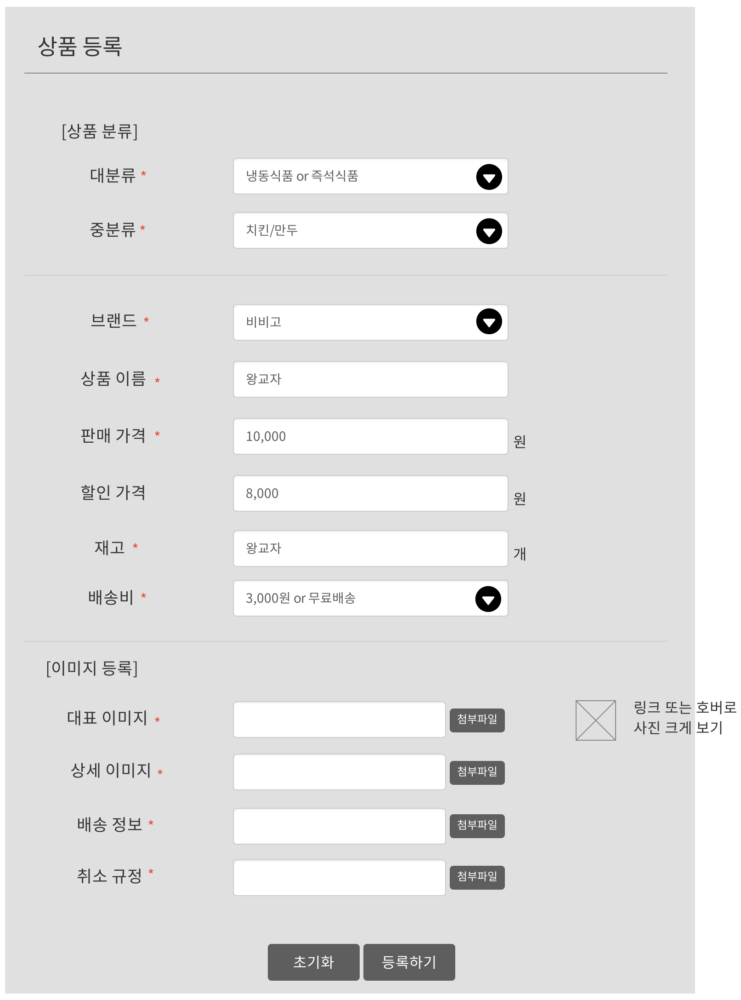 상품 등록
[상품 분류]
대분류 * 냉동식품 or 즉석식품
중분류 * 치킨/만두
브랜드 * 비비고
상품 이름 * 왕교자
판매 가격 * 10,000 원
할인 가격 8,000 원
재고 * 왕교자 개
배송비 * 3,000원 or 무료배송
[이미지 등록]
대표 이미지 * 첨부파일
링크 또는 호버로
사진 크게 보기
상세 이미지 * 첨부파일
배송 정보 * 첨부파일
취소 규정 * 첨부파일
초기화 등록하기